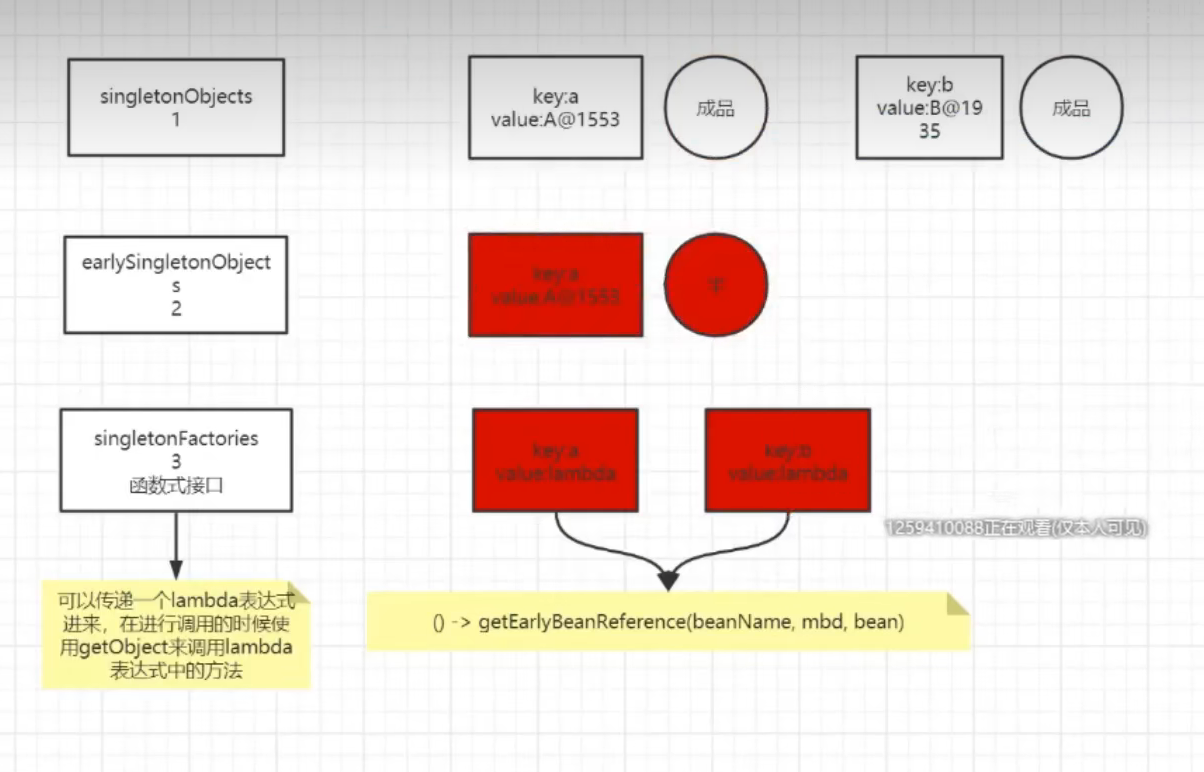 singletonObjects
1
key:a
value:A@1553
成品
key:b
value:B@19
35
成品
earlySingletonObject
s
2
key:a
value:A@1553
半
singletonFactories
3
函数式接口
key:a
value:lambda
key:b
value:lambda
1259410088正在观看(仅本人可见)
可以传递一个lambda表达式
进来，在进行调用的时候使
用getObject来调用lambda
表达式中的方法
() -> getEarlyBeanReference(beanName, mbd, bean)